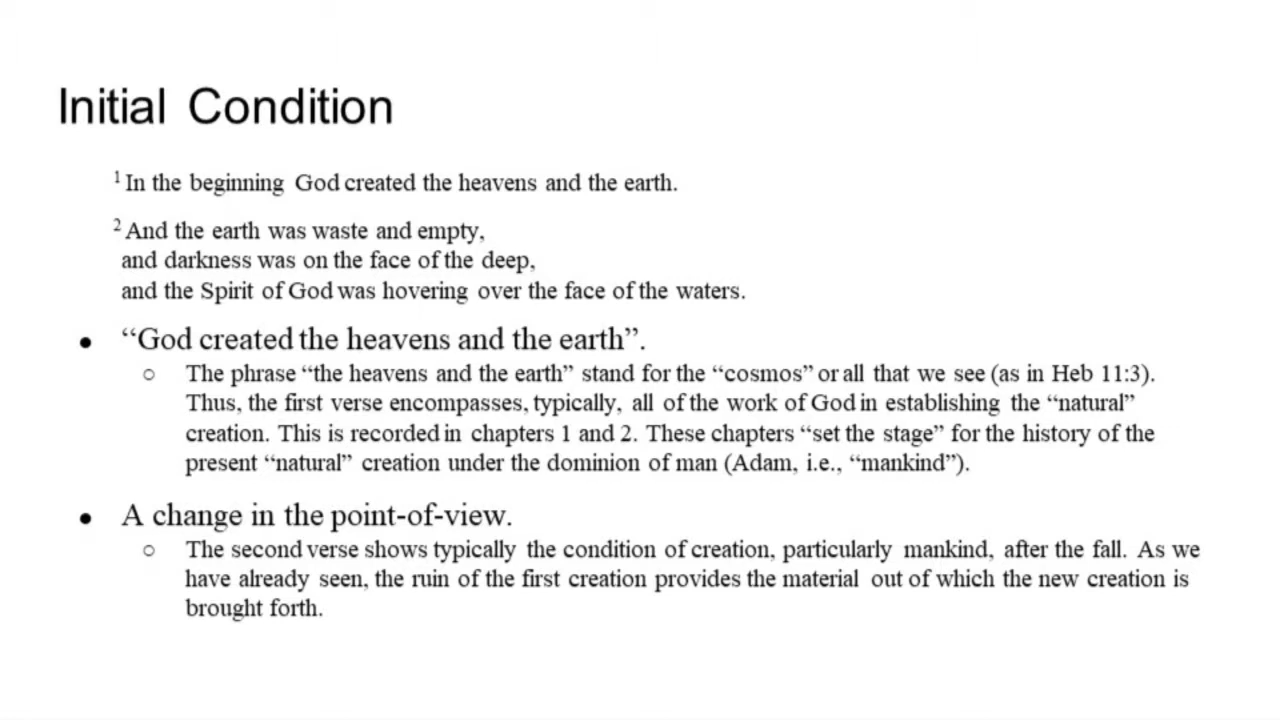 Initial Condition
1 In the beginning God created the heavens and the earth.
2 And the earth was waste and empty,
and darkness was on the face of the deep,
and the Spirit of God was hovering over the face of the waters.
● “God created the heavens and the earth”.
○ The phrase “the heavens and the earth” stand for the “cosmos” or all that we see (as in Heb 11:3).
Thus, the first verse encompasses, typically, all of the work of God in establishing the “natural”
creation. This is recorded in chapters 1 and 2. These chapters “set the stage” for the history of the
present “natural” creation under the dominion of man (Adam, i.e., “mankind”).
● A change in the point-of-view.
○ The second verse shows typically the condition of creation, particularly mankind, after the fall. As we
have already seen, the ruin of the first creation provides the material out of which the new creation is
brought forth.